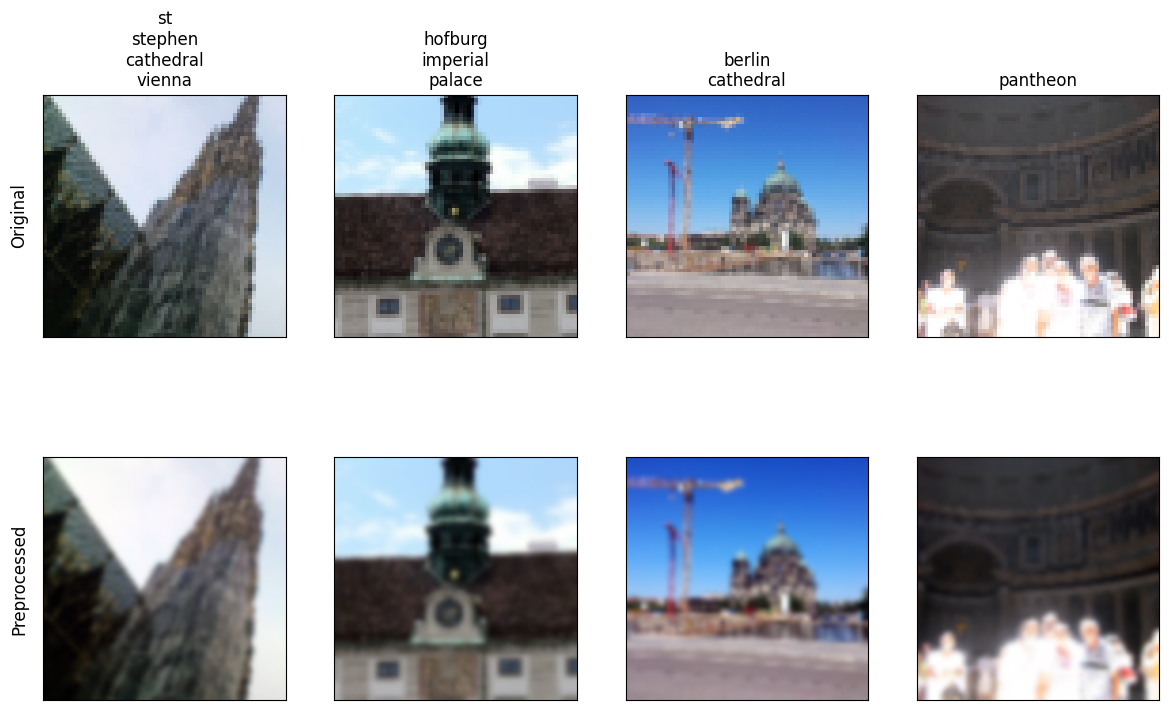 st
stephen
cathedral
vienna
hofburg
imperial
palace
berlin
cathedral
pantheon
Original
Preprocessed